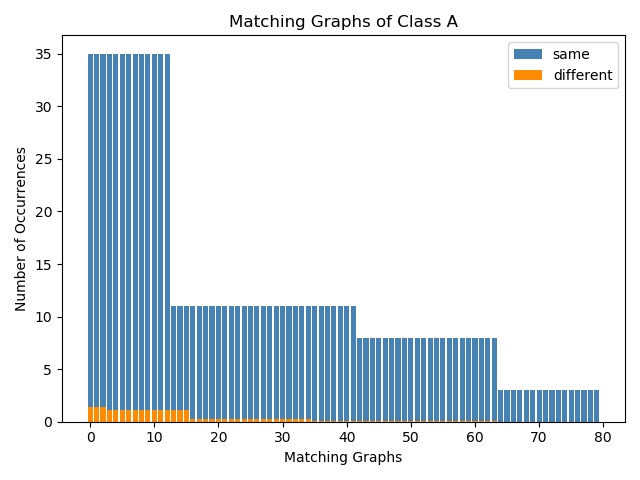 Matching Graphs of Class A
same
different
Number of Occurrences
35
30
25
20
15
10
5
0
0 10 20 30 40 50 60 70 80
Matching Graphs